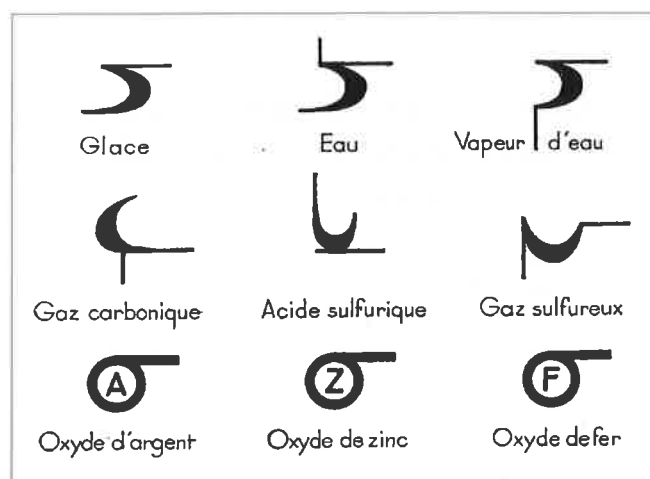 Glace Eau Vapeur d'eau
Gaz carbonique Acide sulfurique Gaz sulfureux
A Z F
Oxyde d'argent Oxyde de zinc Oxyde de fer